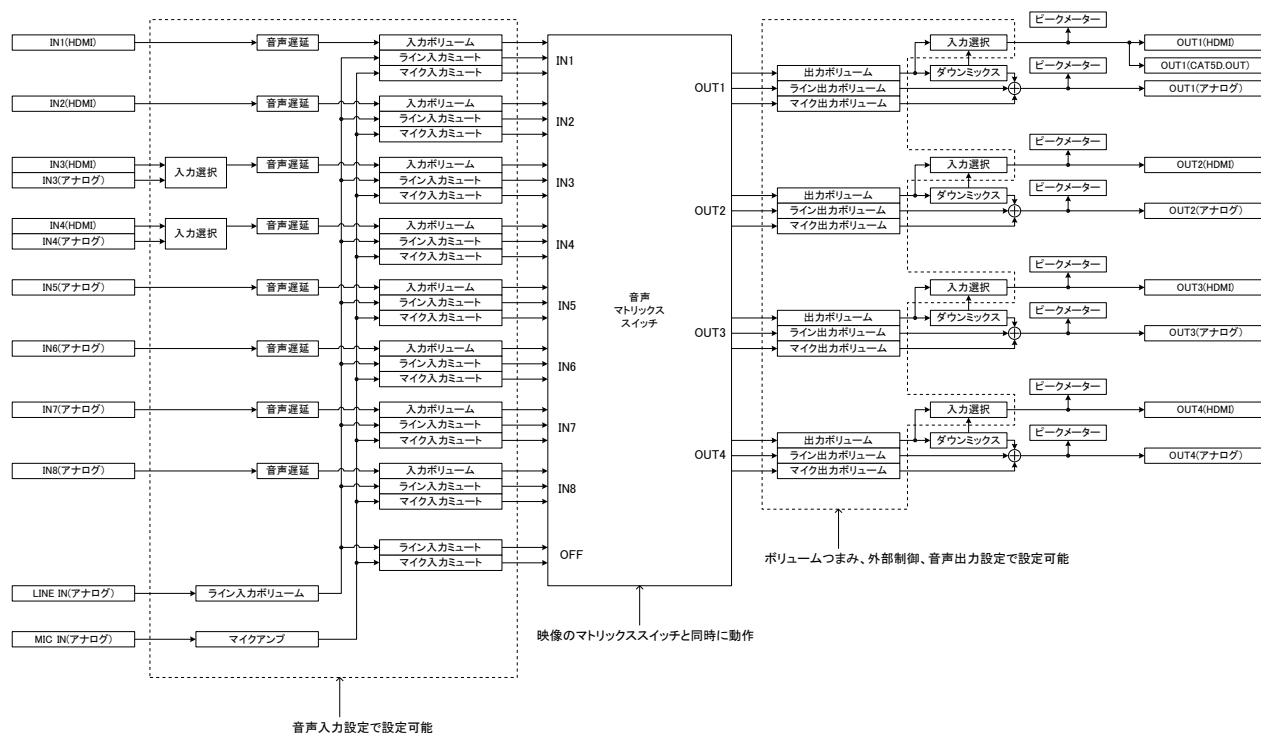 ピークメーター
IN1(HDMI)
音声遅延
入力ボリューム
ライン入力ミュート
マイク入力ミュート
IN1
入力選択
OUT1(HDMI)
OUT1(CAT5D.OUT)
ピークメーター
OUT1
出力ボリューム
ダウンミックス
ライン出力ボリューム
マイク出力ボリューム
OUT1(アナログ)
IN2(HDMI)
音声遅延
入力ボリューム
ライン入力ミュート
マイク入力ミュート
IN2
ピークメーター
IN3(HDMI)
IN3(アナログ)
入力選択
音声遅延
入力ボリューム
ライン入力ミュート
マイク入力ミュート
IN3
入力選択
OUT2(HDMI)
ピークメーター
OUT2
出力ボリューム
ダウンミックス
ライン出力ボリューム
マイク出力ボリューム
OUT2(アナログ)
IN4(HDMI)
IN4(アナログ)
入力選択
音声遅延
入力ボリューム
ライン入力ミュート
マイク入力ミュート
IN4
ピークメーター
IN5(アナログ)
音声遅延
入力ボリューム
ライン入力ミュート
マイク入力ミュート
IN5
音声
マトリックス
スイッチ
入力選択
OUT3(HDMI)
ピークメーター
OUT3
出力ボリューム
ダウンミックス
ライン出力ボリューム
マイク出力ボリューム
OUT3(アナログ)
IN6(アナログ)
音声遅延
入力ボリューム
ライン入力ミュート
マイク入力ミュート
IN6
ピークメーター
IN7(アナログ)
音声遅延
入力ボリューム
ライン入力ミュート
マイク入力ミュート
IN7
入力選択
OUT4(HDMI)
ピークメーター
OUT4
出力ボリューム
ダウンミックス
ライン出力ボリューム
マイク出力ボリューム
OUT4(アナログ)
IN8(アナログ)
音声遅延
入力ボリューム
ライン入力ミュート
マイク入力ミュート
IN8
ライン入力ミュート
マイク入力ミュート
OFF
ボリュームつまみ、外部制御、音声出力設定で設定可能
LINE IN(アナログ)
ライン入力ボリューム
MIC IN(アナログ)
マイクアンプ
映像のマトリックススイッチと同時に動作
音声入力設定で設定可能